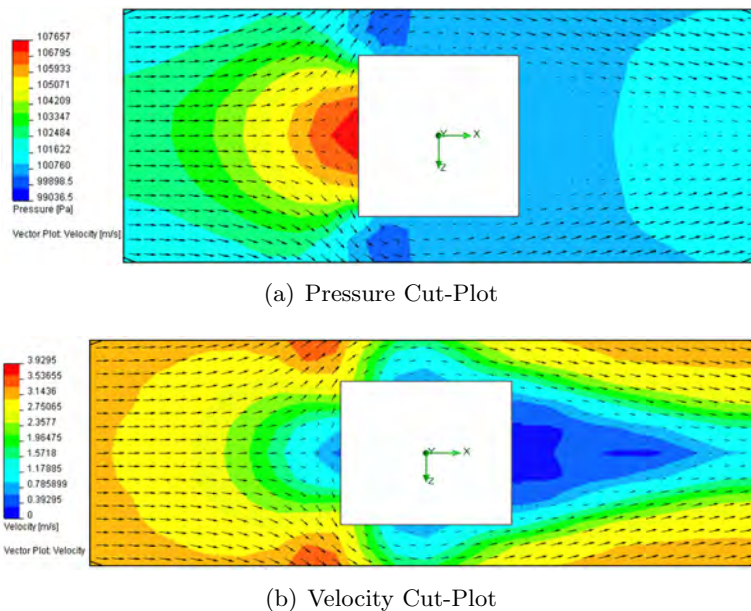 107657
106795
105933
105071
104209
103347
102484
101622
100760
99898.5
99036.5
Pressure [Pa]
Vector Plot: Velocity [m/s]
Y
X
Z
(a) Pressure Cut-Plot
3.9295
3.53655
3.1436
2.75065
2.3577
1.96475
1.5718
1.17885
0.785899
0.39295
0
Velocity [m/s]
Vector Plot: Velocity
Y
X
Z
(b) Velocity Cut-Plot